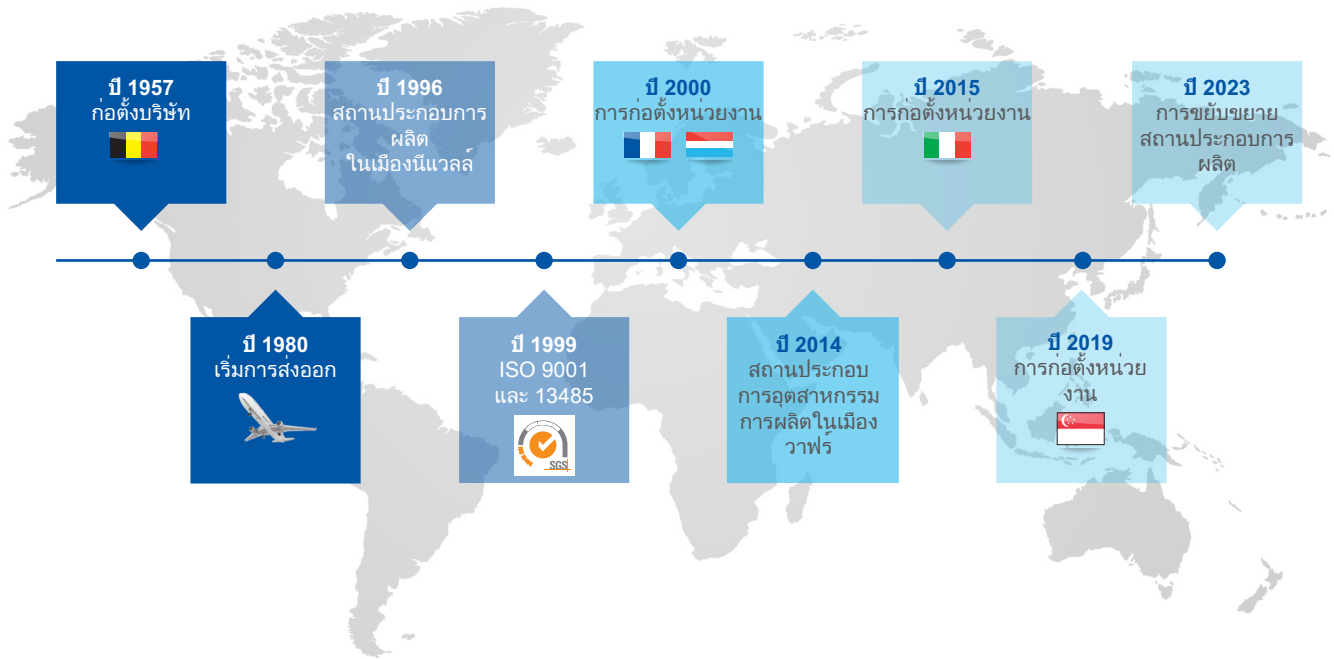 ปี 1957
ก่อตั้งบริษัท
ปี 1996
สถานประกอบการ
ผลิต
ในเมืองนีแวลล์
ปี 2000
การก่อตั้งหน่วยงาน
ปี 2015
การก่อตั้งหน่วยงาน
ปี 2023
การขยับขยาย
สถานประกอบการ
ผลิต
ปี 1980
เริ่มการส่งออก
ปี 1999
ISO 9001
และ 13485
SGS
ปี 2014
สถานประกอบ
การอุตสาหกรรม
การผลิตในเมือง
วาฟร์
ปี 2019
การก่อตั้งหน่วย
งาน